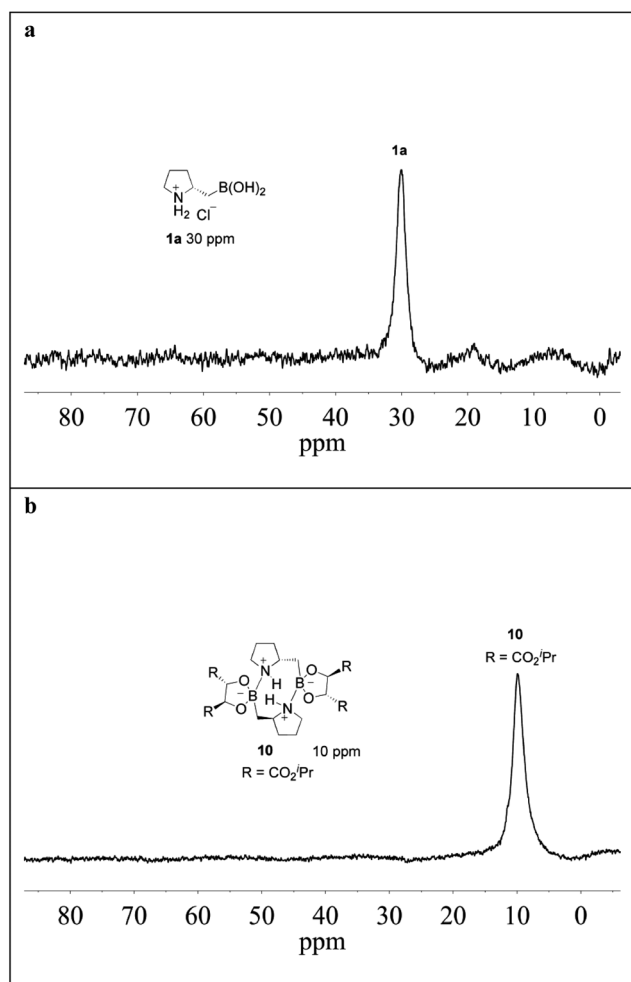 a
1a
B(OH)2
+
N
H2 Cl−
1a 30 ppm
80 70 60 50 40 30 20 10 0
ppm
b
10
R = CO2iPr
R R
O O
+
N
− B H B −
H
O N O
+
R R
10 10 ppm
R = CO2iPr
80 70 60 50 40 30 20 10 0
ppm